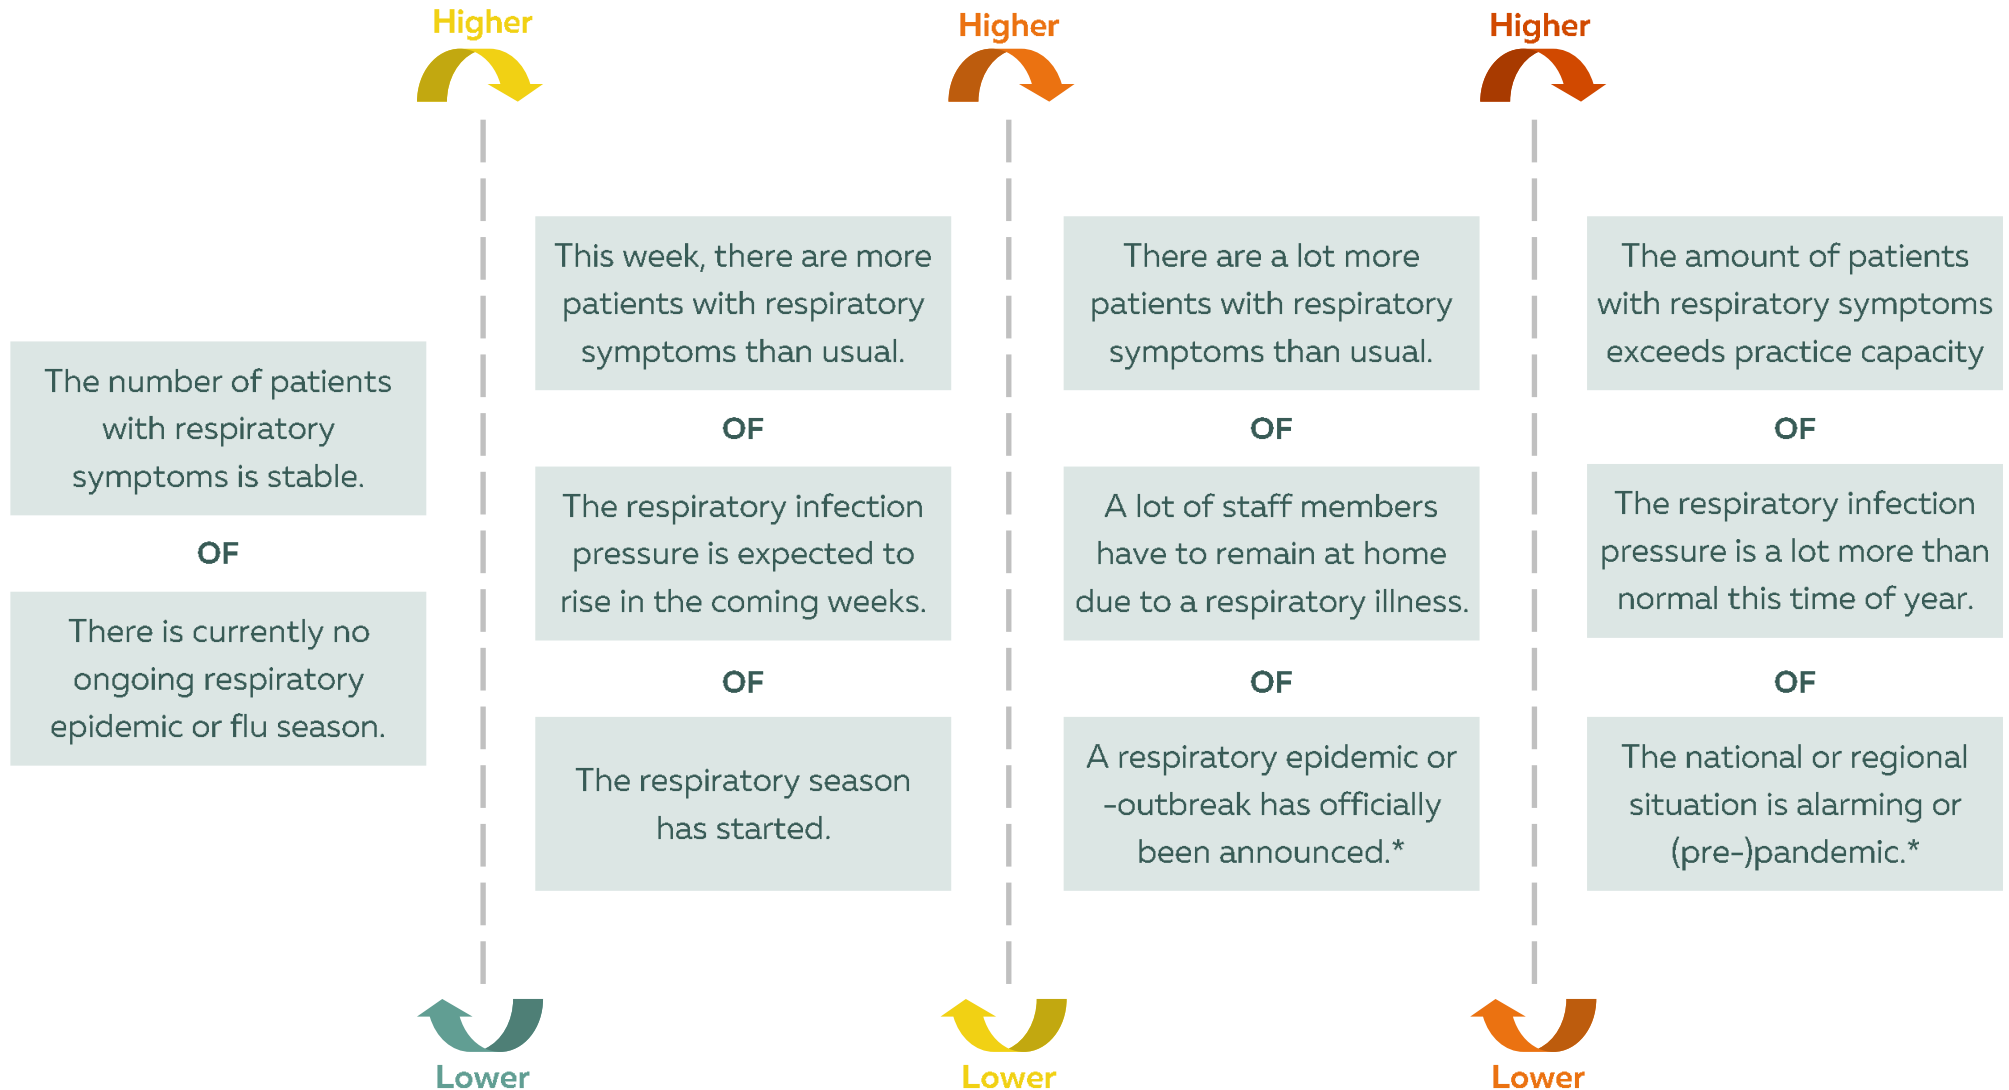 Higher
Higher
Higher
The number of patients
with respiratory
symptoms is stable.
OF
There is currently no
ongoing respiratory
epidemic or flu season.
This week, there are more
patients with respiratory
symptoms than usual.
OF
The respiratory infection
pressure is expected to
rise in the coming weeks.
OF
The respiratory season
has started.
There are a lot more
patients with respiratory
symptoms than usual.
OF
A lot of staff members
have to remain at home
due to a respiratory illness.
OF
A respiratory epidemic or
-outbreak has officially
been announced.*
The amount of patients
with respiratory symptoms
exceeds practice capacity
OF
The respiratory infection
pressure is a lot more than
normal this time of year.
OF
The national or regional
situation is alarming or
(pre-)pandemic.*
Lower
Lower
Lower